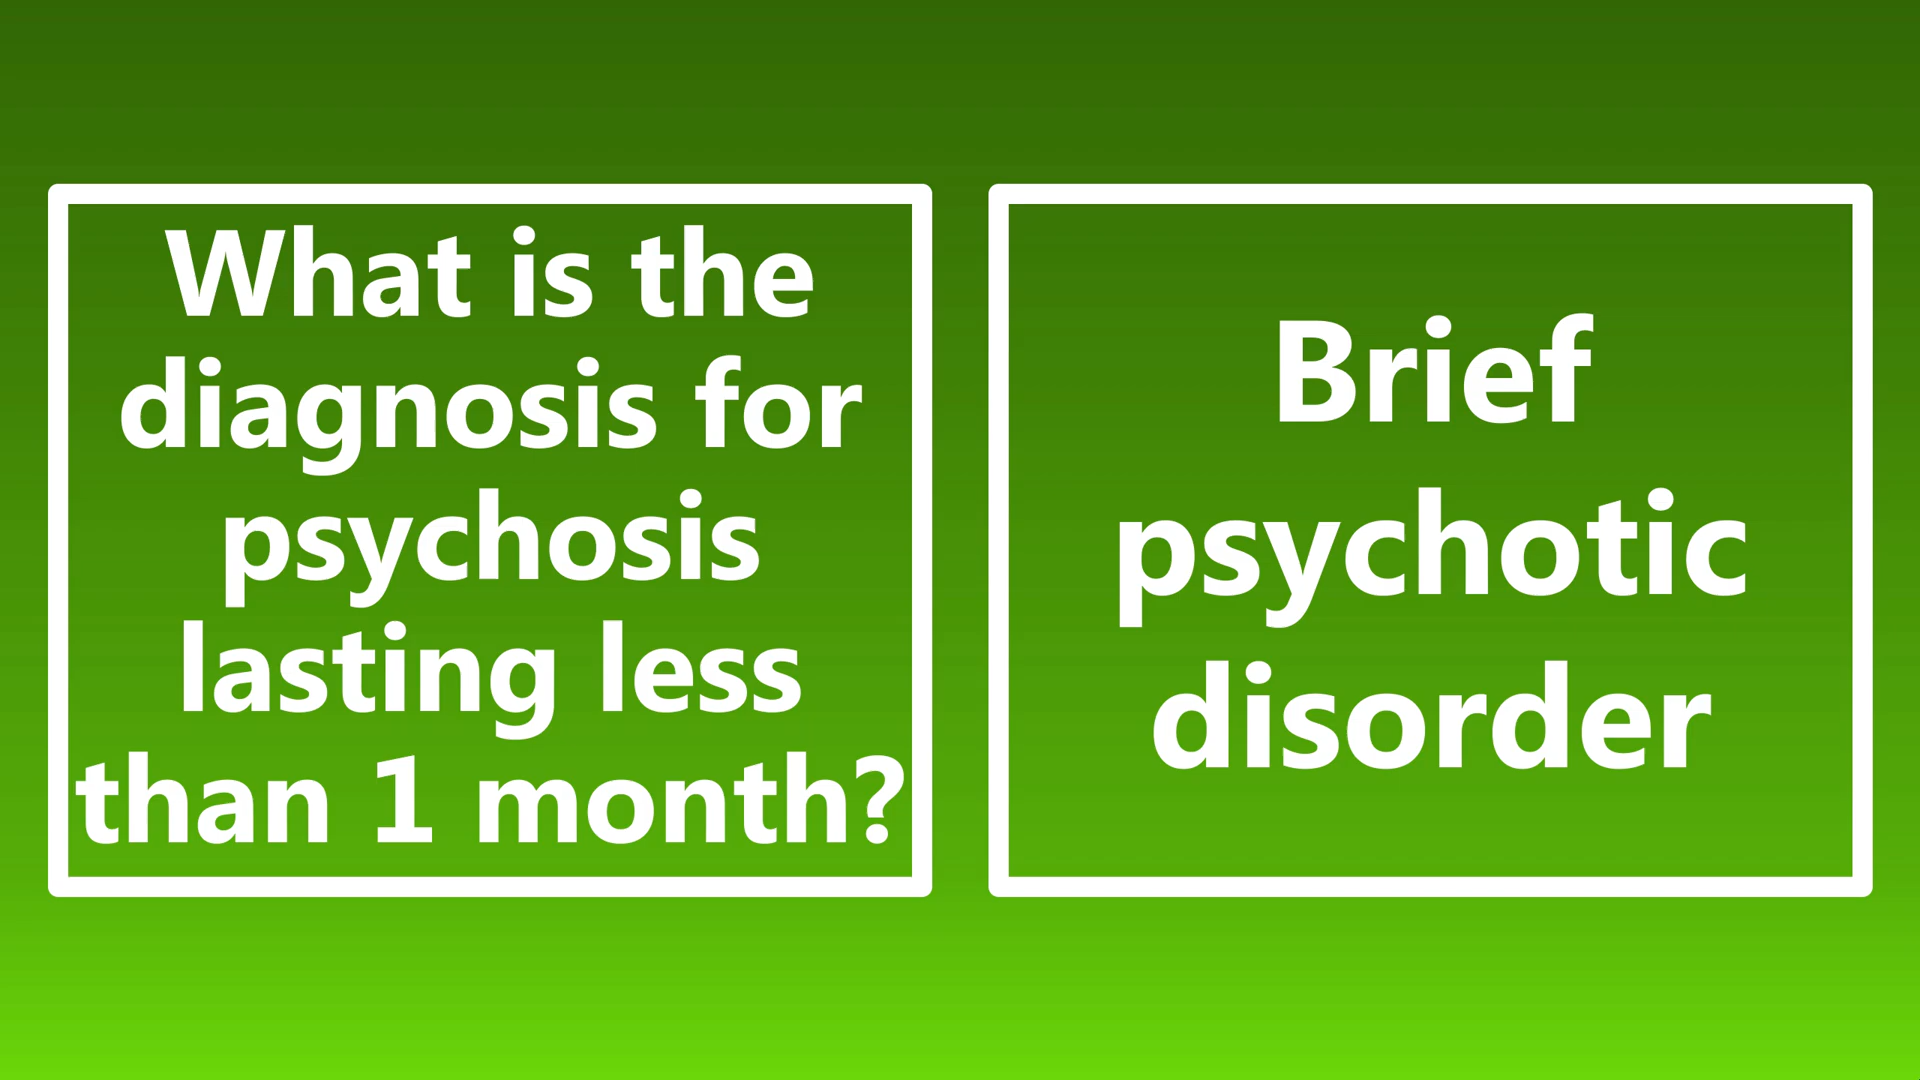 What is the
diagnosis for
psychosis
lasting less
than 1 month?
Brief
psychotic
disorder